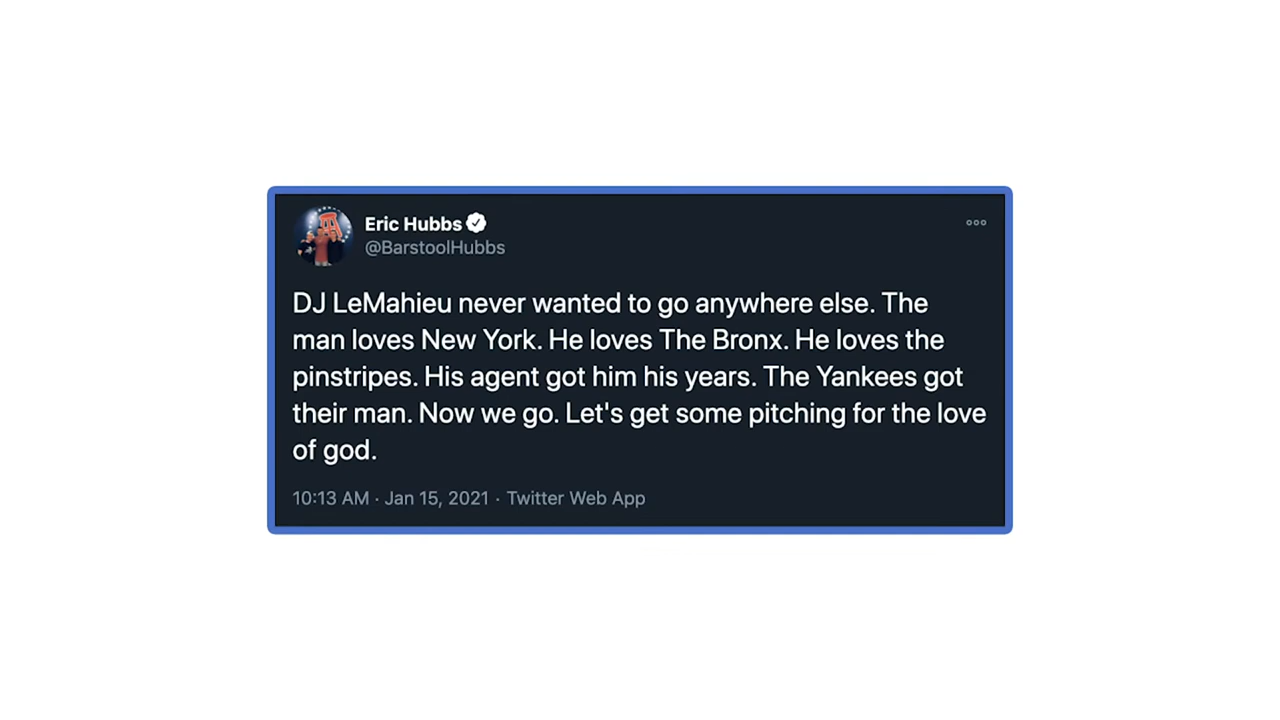 Eric Hubbs
@BarstoolHubbs
DJ LeMahieu never wanted to go anywhere else. The
man loves New York. He loves The Bronx. He loves the
pinstripes. His agent got him his years. The Yankees got
their man. Now we go. Let's get some pitching for the love
of god.
10:13 AM · Jan 15, 2021 · Twitter Web App